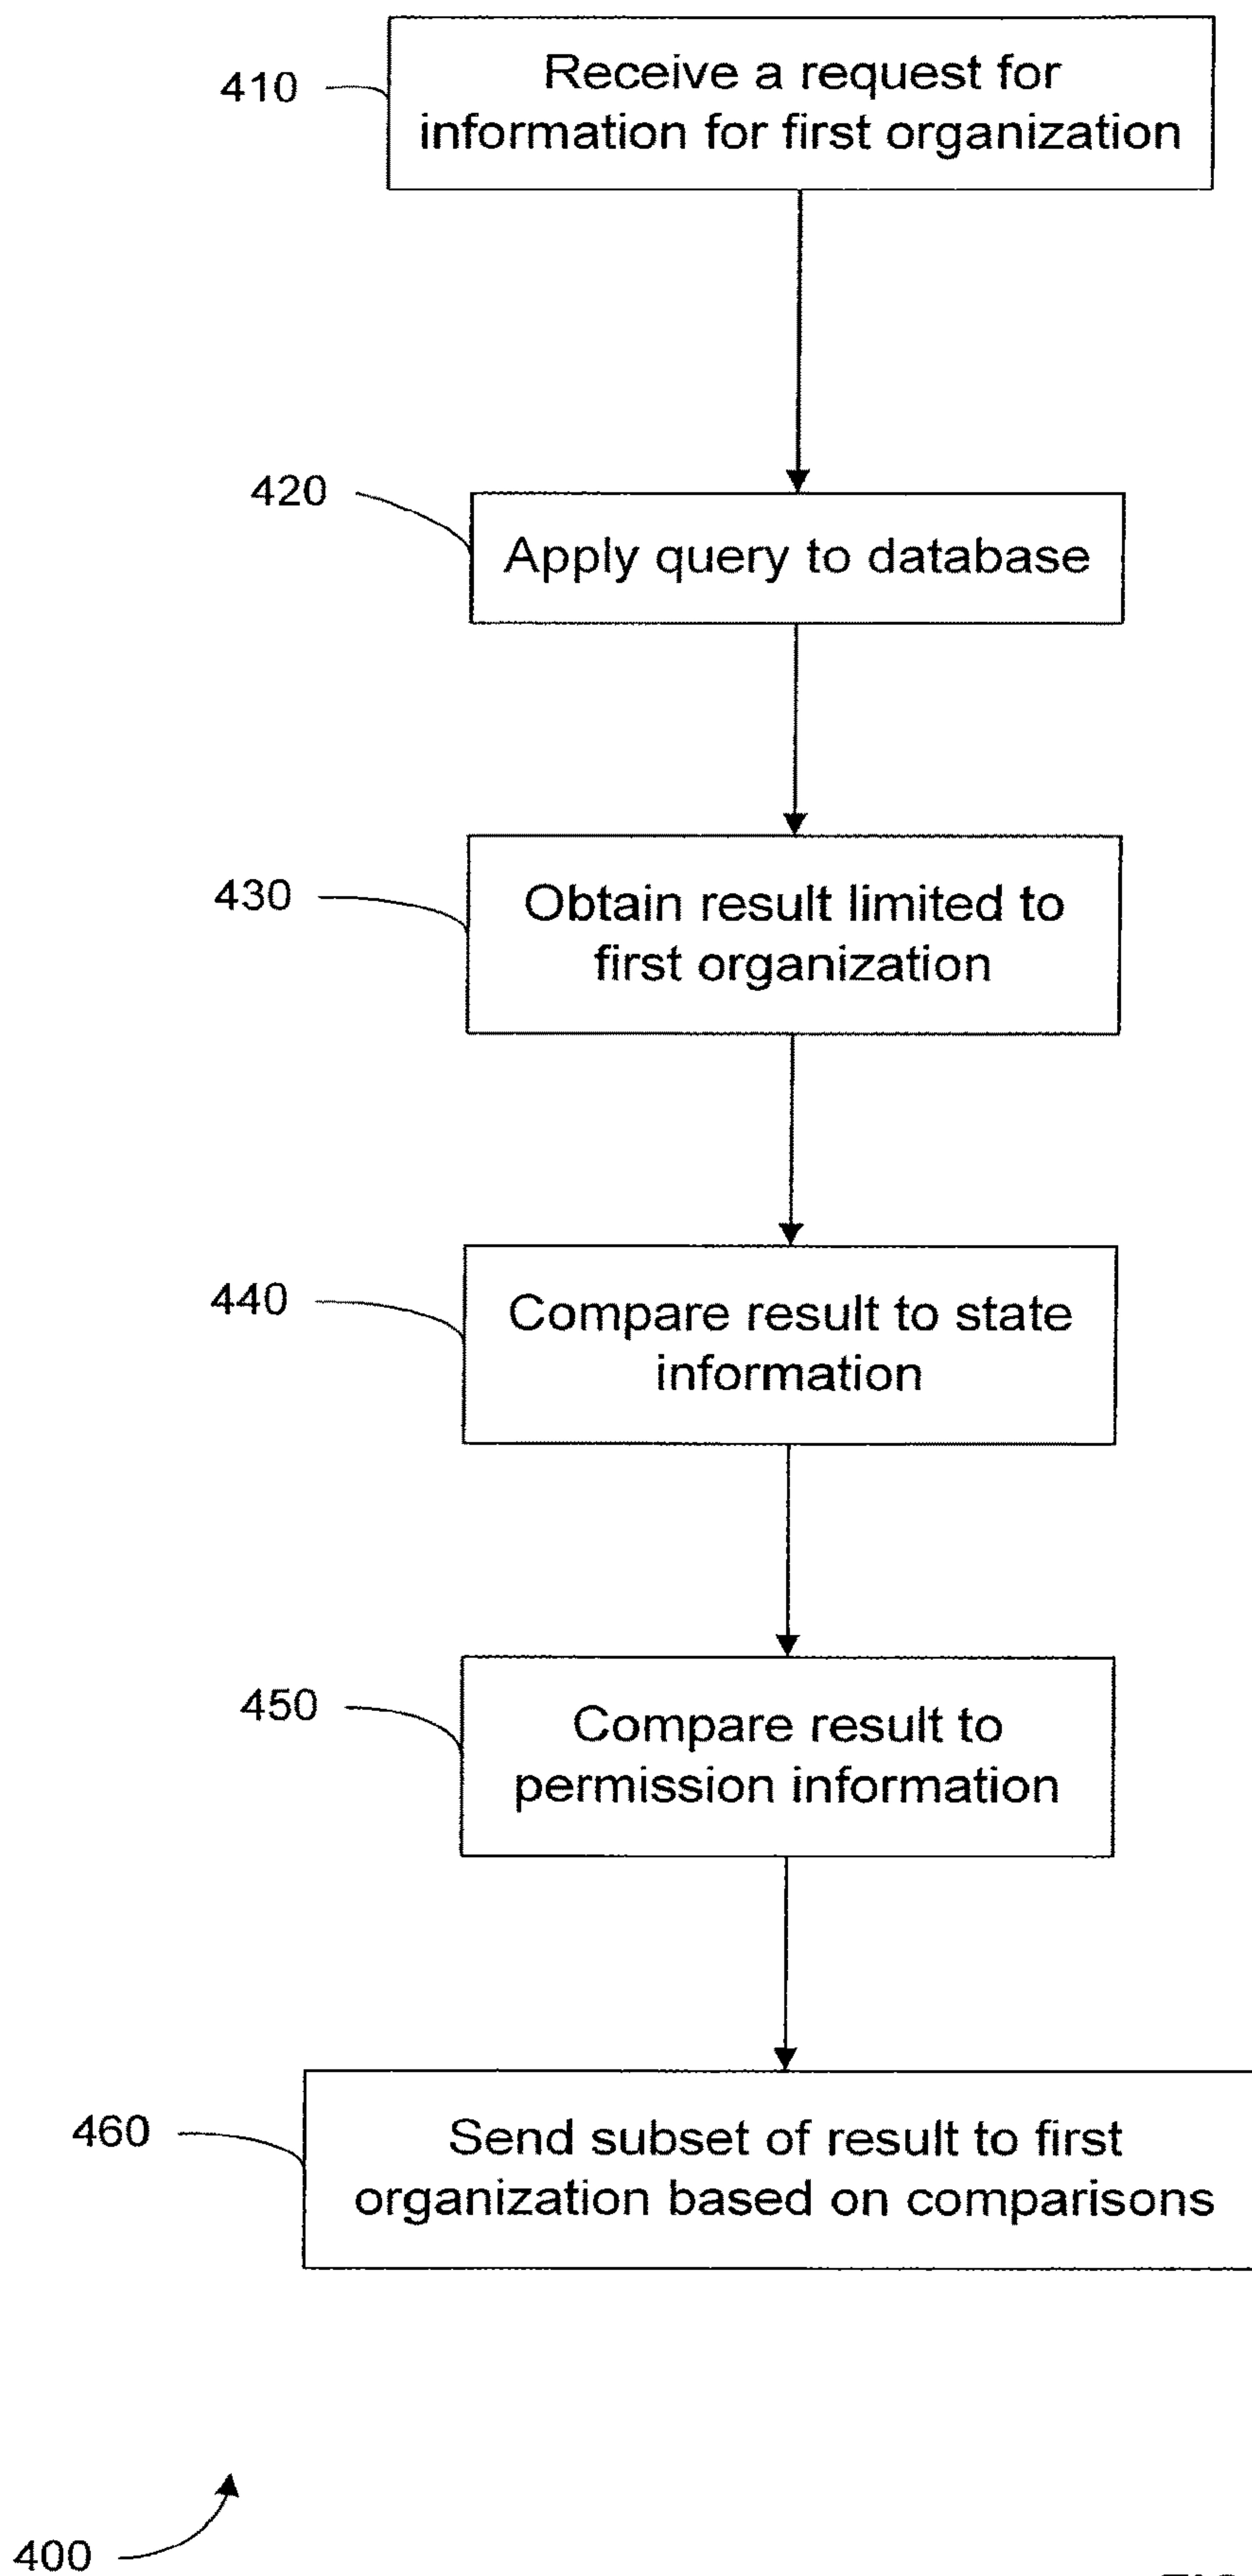 410
Receive a request for
information for first organization
420
Apply query to database
430
Obtain result limited to
first organization
440
Compare result to state
information
450
Compare result to
permission information
460
Send subset of result to first
organization based on comparisons
400